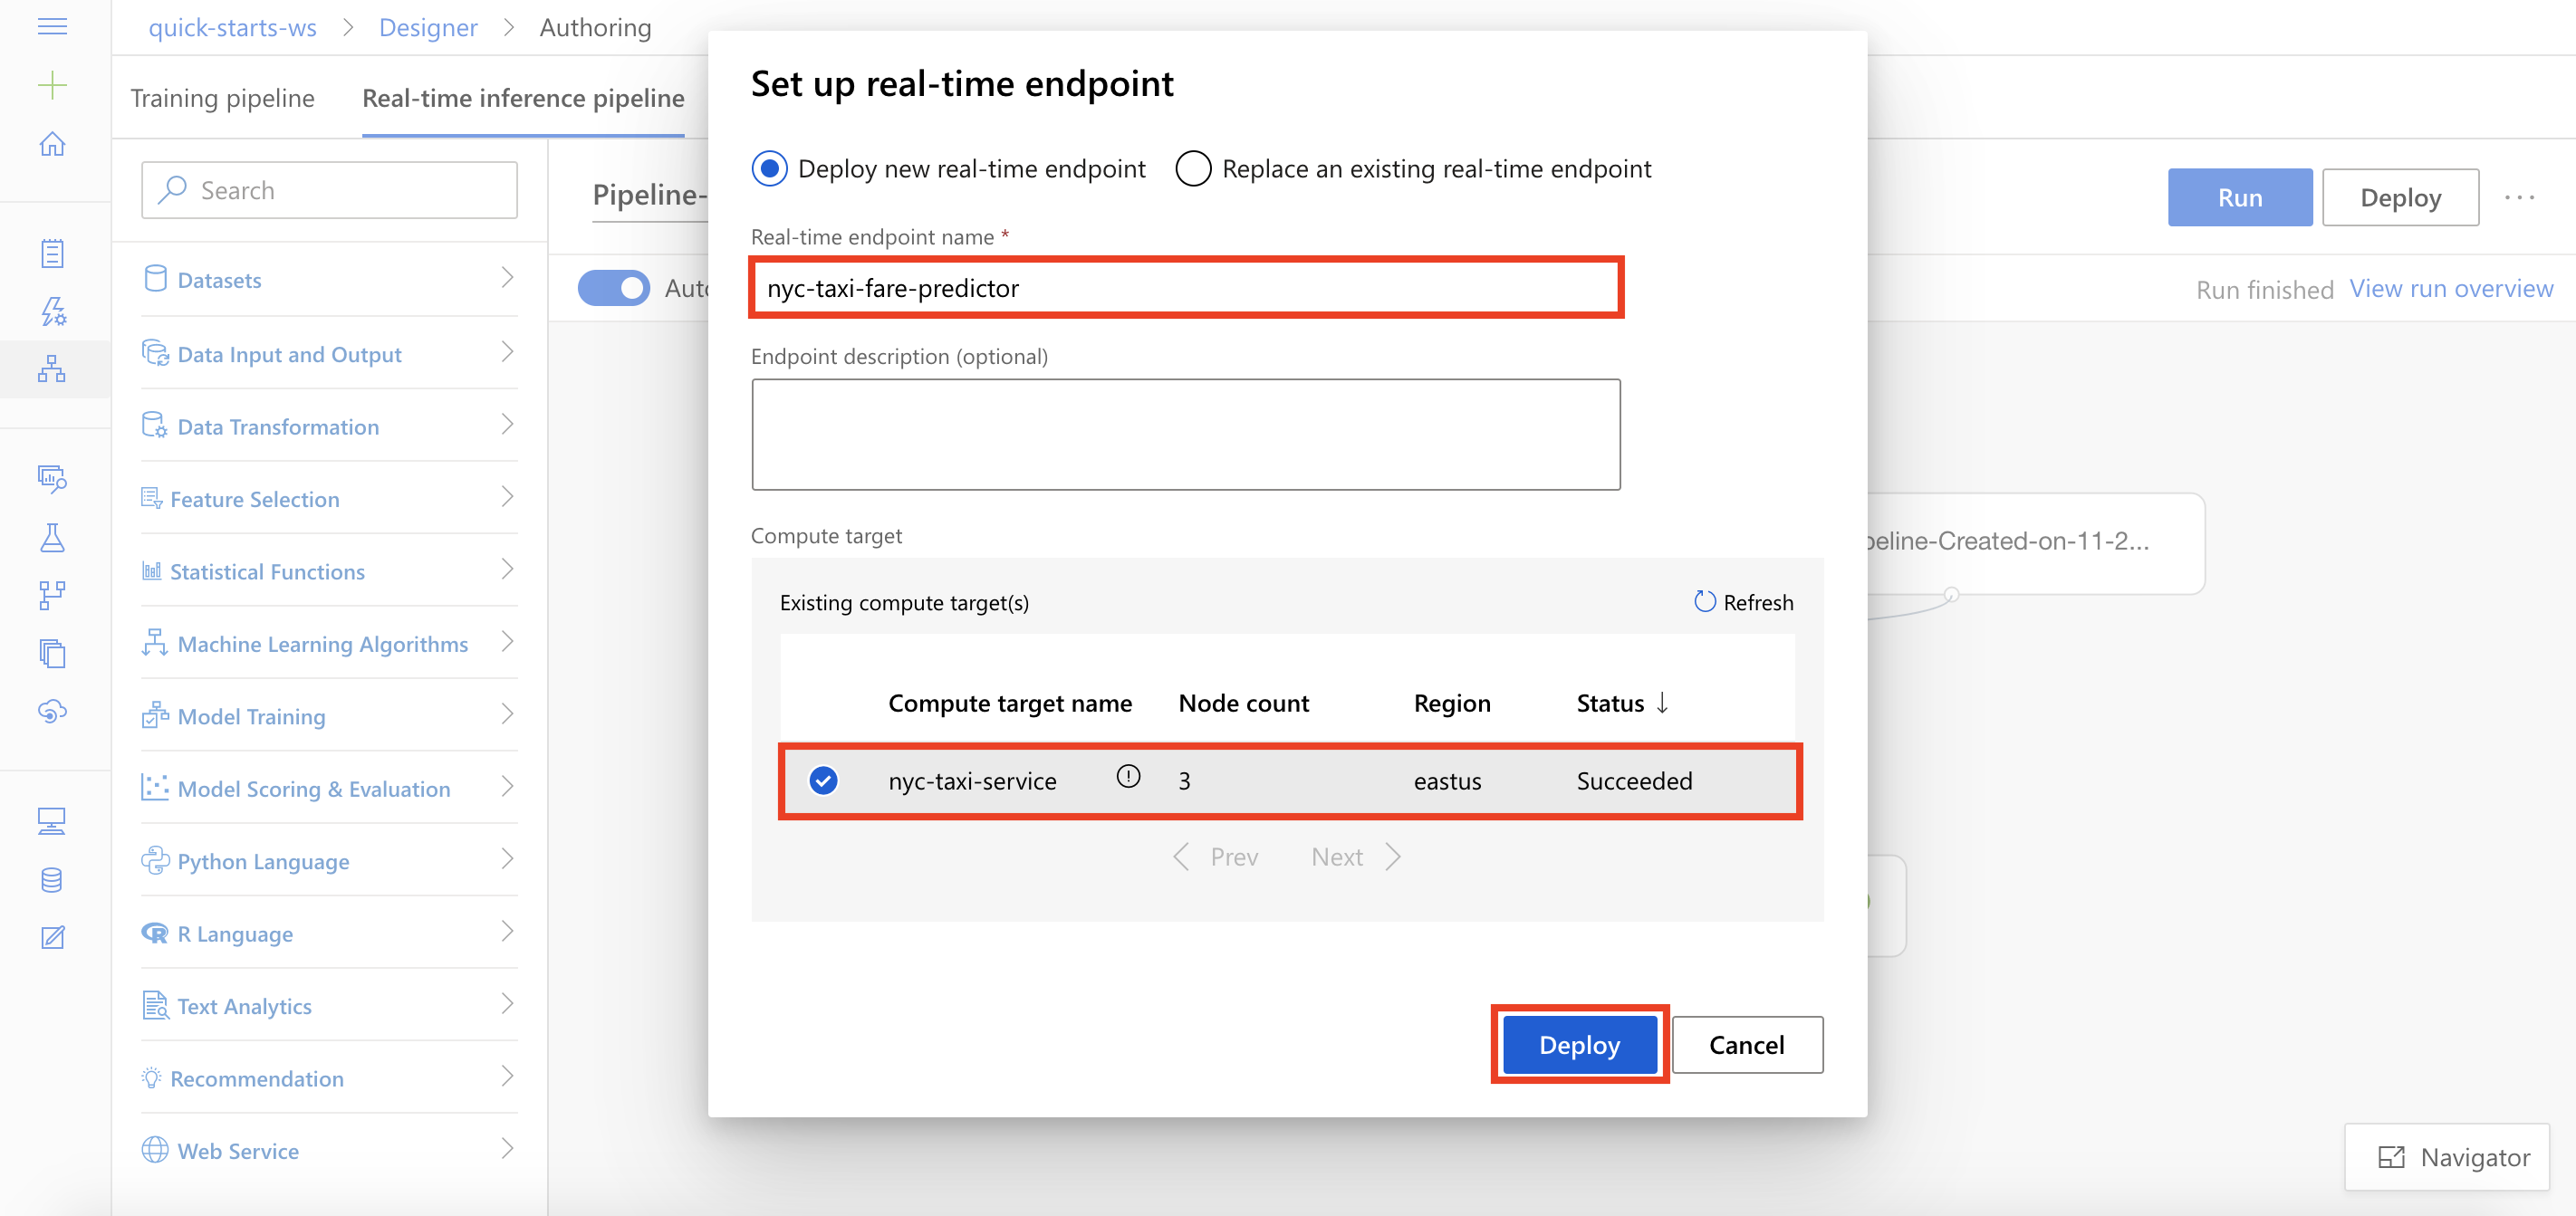 quick-starts-ws > Designer > Authoring
Training pipeline
Real-time inference pipeline
Search
Datasets
Data Input and Output
Data Transformation
Feature Selection
Statistical Functions
Machine Learning Algorithms
Model Training
Model Scoring & Evaluation
Python Language
R Language
Text Analytics
Recommendation
Web Service
Pipeline-
Auto
Set up real-time endpoint
Deploy new real-time endpoint
Replace an existing real-time endpoint
Real-time endpoint name *
nyc-taxi-fare-predictor
Endpoint description (optional)
Compute target
Existing compute target(s)
Refresh
Compute target name Node count Region Status ↓
nyc-taxi-service 3 eastus Succeeded
Prev Next
Deploy Cancel
Run Deploy ...
Run finished View run overview
peline-Created-on-11-2...
Navigator